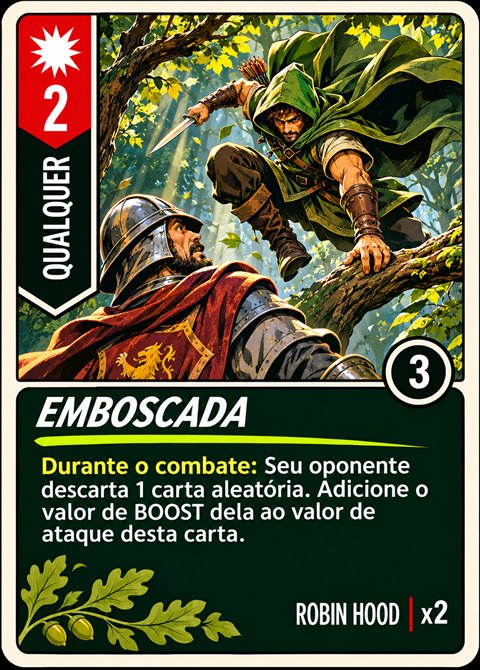 2
QUALQUER
3
EMBOSCADA
Durante o combate: Seu oponente
descarta 1 carta aleatória. Adicione o
valor de BOOST dela ao valor de
ataque desta carta.
ROBIN HOOD | x2